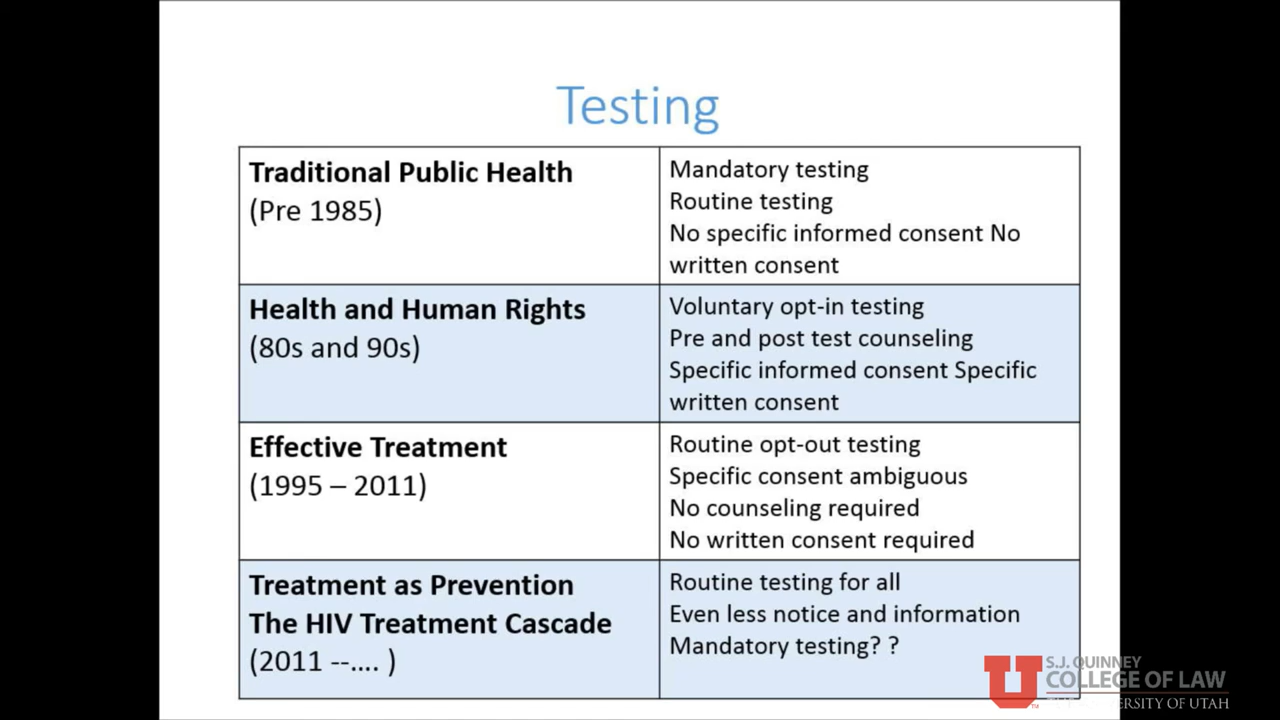 Testing
Traditional Public Health
(Pre 1985)
Mandatory testing
Routine testing
No specific informed consent No
written consent
Health and Human Rights
(80s and 90s)
Voluntary opt-in testing
Pre and post test counseling
Specific informed consent Specific
written consent
Effective Treatment
(1995 – 2011)
Routine opt-out testing
Specific consent ambiguous
No counseling required
No written consent required
Treatment as Prevention
The HIV Treatment Cascade
(2011 --…. )
Routine testing for all
Even less notice and information
Mandatory testing? ?
S.J. QUINNEY
COLLEGE OF LAW
THE UNIVERSITY OF UTAH